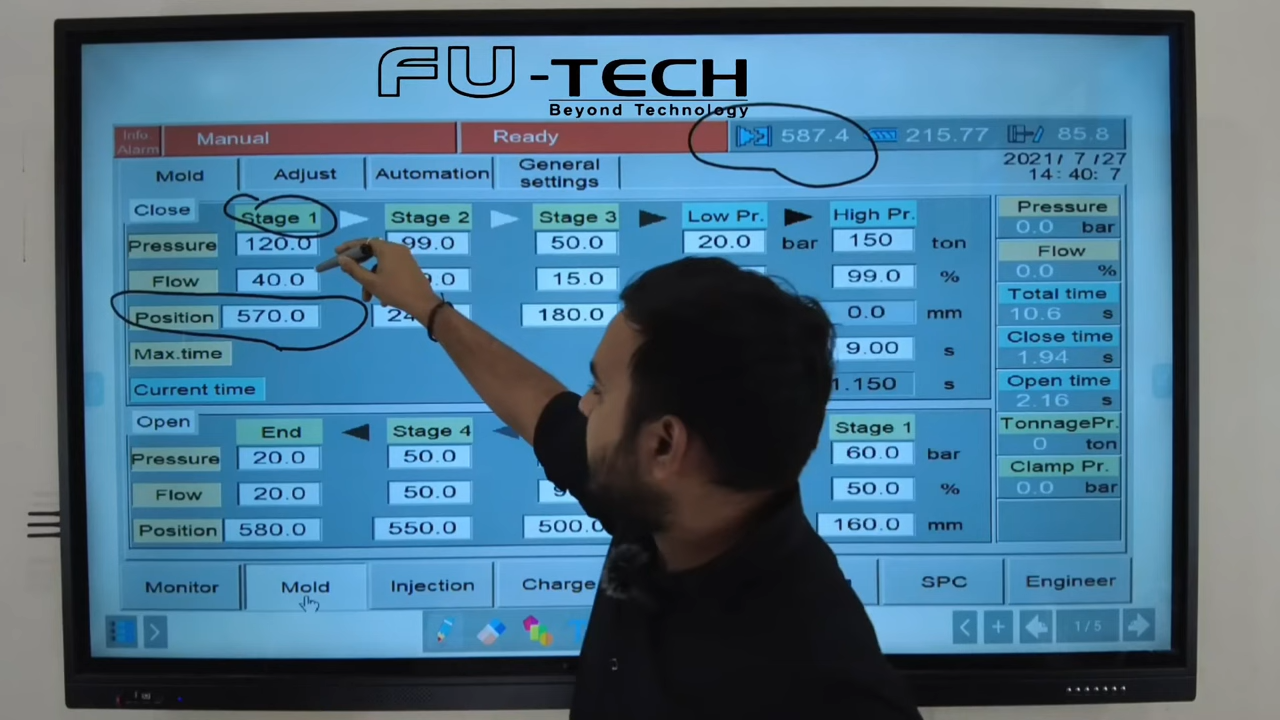 FU-TECH
Beyond Technology
Info. Alarm Manual Ready 587.4 215.77 85.8
2021/ 7/27
14: 40: 7
Mold Adjust Automation General settings
Close Stage 1 Stage 2 Stage 3 Low Pr. High Pr.
Pressure 120.0 99.0 50.0 20.0 bar 150 ton
Flow 40.0 15.0 99.0 %
Position 570.0 180.0 0.0 mm
Max.time 9.00 s
Current time 1.150 s
Open End Stage 4 Stage 1
Pressure 20.0 50.0 60.0 bar
Flow 20.0 50.0 50.0 %
Position 580.0 550.0 500.0 160.0 mm
Pressure
0.0 bar
Flow
0.0 %
Total time
10.6 s
Close time
1.94 s
Open time
2.16 s
TonnagePr.
0 ton
Clamp Pr.
0.0 bar
Monitor Mold Injection Charge SPC Engineer
1/5